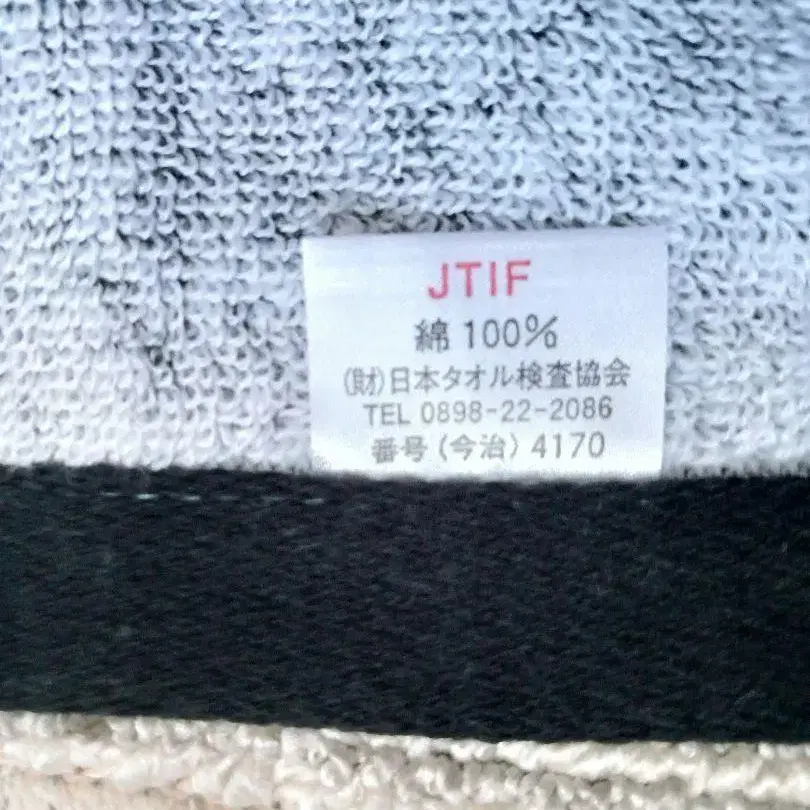 JTIF
綿 100%
(財)日本タオル検査協会
TEL 0898-22-2086
番号 (今治) 4170